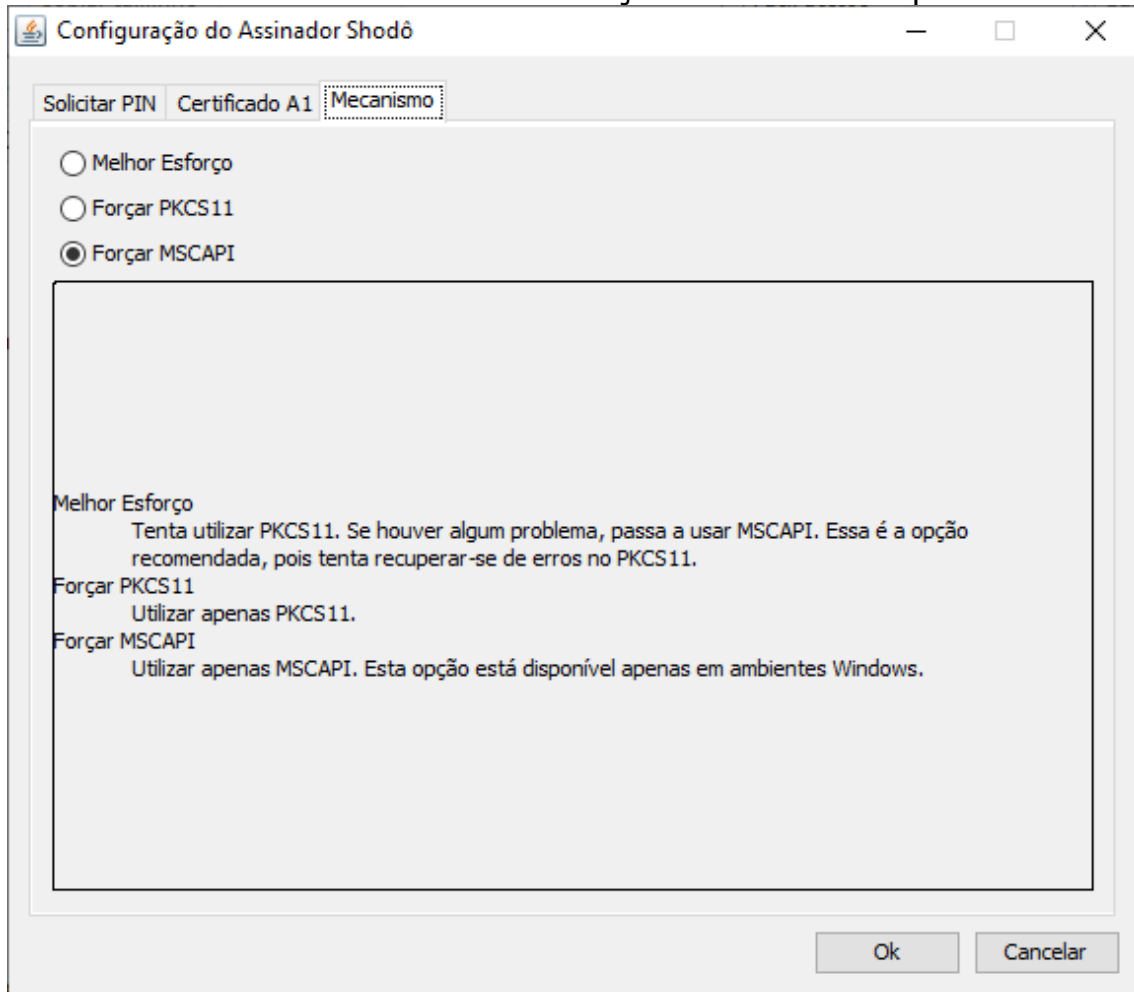 Configuração do Assinador Shodô
Solicitar PIN Certificado A1 Mecanismo
Melhor Esforço
Forçar PKCS11
Forçar MSCAPI
Melhor Esforço
Tenta utilizar PKCS11. Se houver algum problema, passa a usar MSCAPI. Essa é a opção
recomendada, pois tenta recuperar-se de erros no PKCS11.
Forçar PKCS11
Utilizar apenas PKCS11.
Forçar MSCAPI
Utilizar apenas MSCAPI. Esta opção está disponível apenas em ambientes Windows.
Ok Cancelar